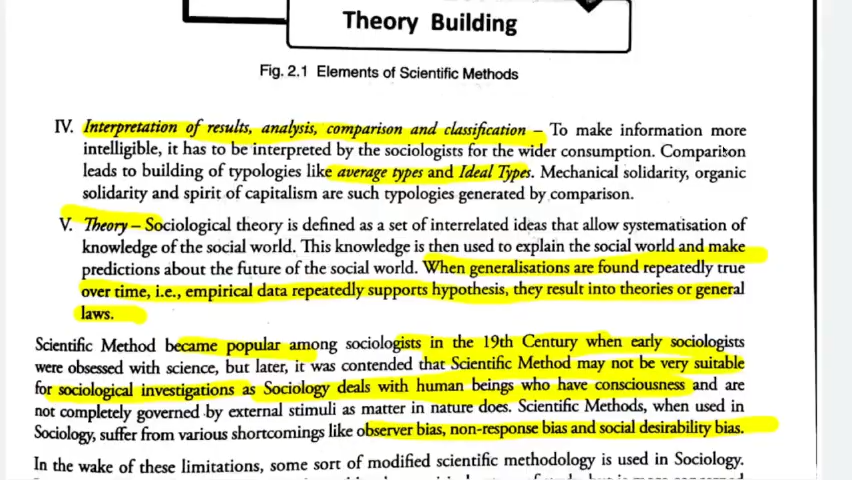 Theory Building
Fig. 2.1 Elements of Scientific Methods
IV. Interpretation of results, analysis, comparison and classification – To make information more
intelligible, it has to be interpreted by the sociologists for the wider consumption. Comparison
leads to building of typologies like average types and Ideal Types. Mechanical solidarity, organic
solidarity and spirit of capitalism are such typologies generated by comparison.
V. Theory – Sociological theory is defined as a set of interrelated ideas that allow systematisation of
knowledge of the social world. This knowledge is then used to explain the social world and make
predictions about the future of the social world. When generalisations are found repeatedly true
over time, i.e., empirical data repeatedly supports hypothesis, they result into theories or general
laws.
Scientific Method became popular among sociologists in the 19th Century when early sociologists
were obsessed with science, but later, it was contended that Scientific Method may not be very suitable
for sociological investigations as Sociology deals with human beings who have consciousness and are
not completely governed by external stimuli as matter in nature does. Scientific Methods, when used in
Sociology, suffer from various shortcomings like observer bias, non-response bias and social desirability bias.
In the wake of these limitations, some sort of modified scientific methodology is used in Sociology.